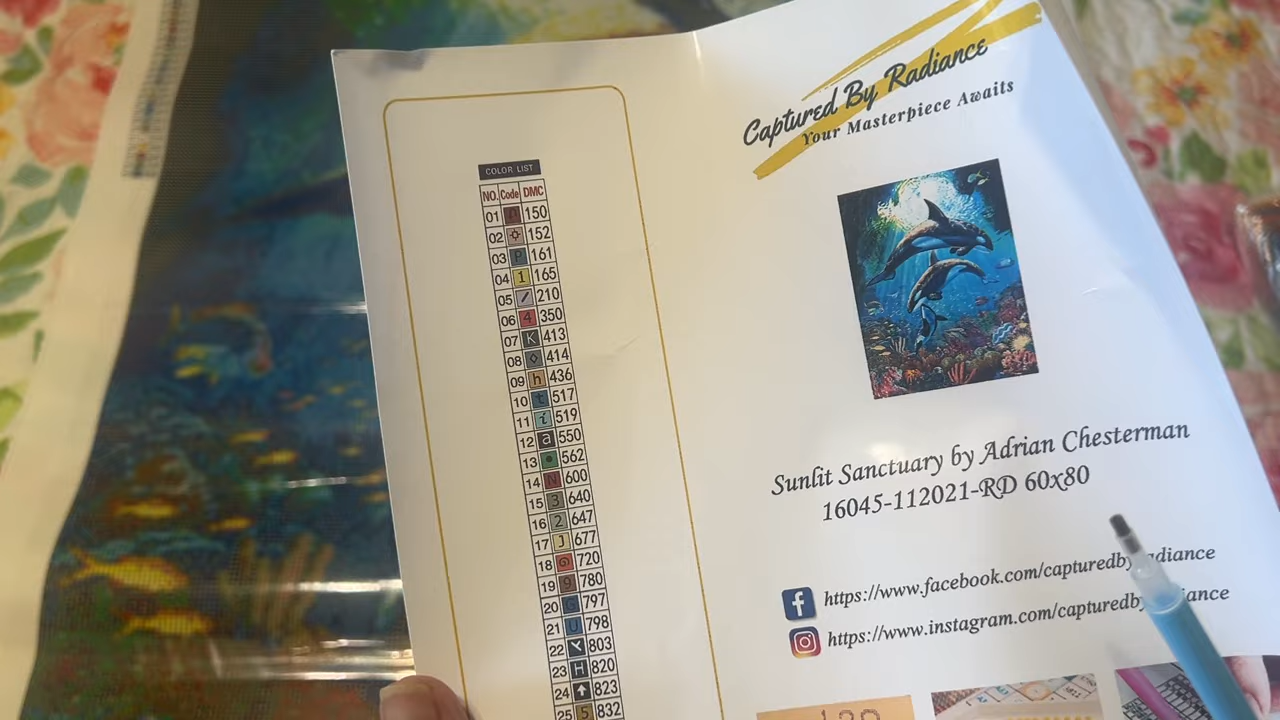 COLOR LIST
NO. Code DMC
01 D 150
02 152
03 P 161
04 1 165
05 / 210
06 4 350
07 K 413
08 ◇ 414
09 h 436
10 t 517
11 i 519
12 a 550
13 ● 562
14 N 600
15 3 640
16 2 647
17 J 677
18 720
19 9 780
20 G 797
21 U 798
22 Y 803
23 H 820
24 ↑ 823
25 5 832
Captured By Radiance
Your Masterpiece Awaits
Sunlit Sanctuary by Adrian Chesterman
16045-112021-RD 60x80
https://www.facebook.com/capturedby adiance
https://www.instagram.com/capturedby iance